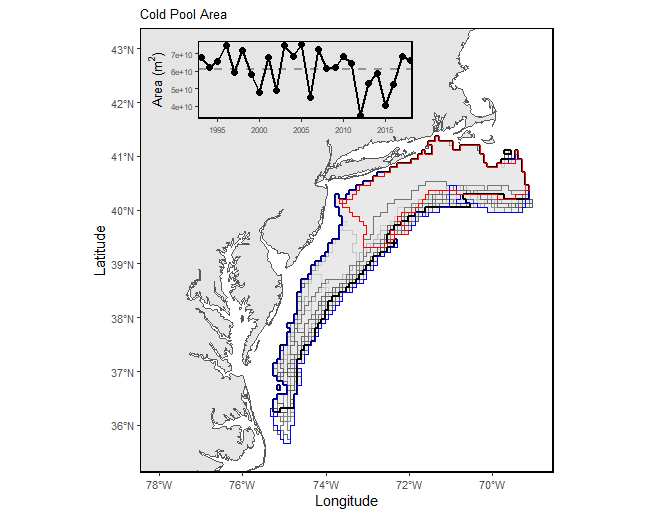 Cold Pool Area
43°N
42°N
41°N
40°N
39°N
38°N
37°N
36°N
Latitude
Area (m²)
7e+10
6e+10
5e+10
4e+10
1995
2000
2005
2010
2015
78°W
76°W
74°W
72°W
70°W
Longitude